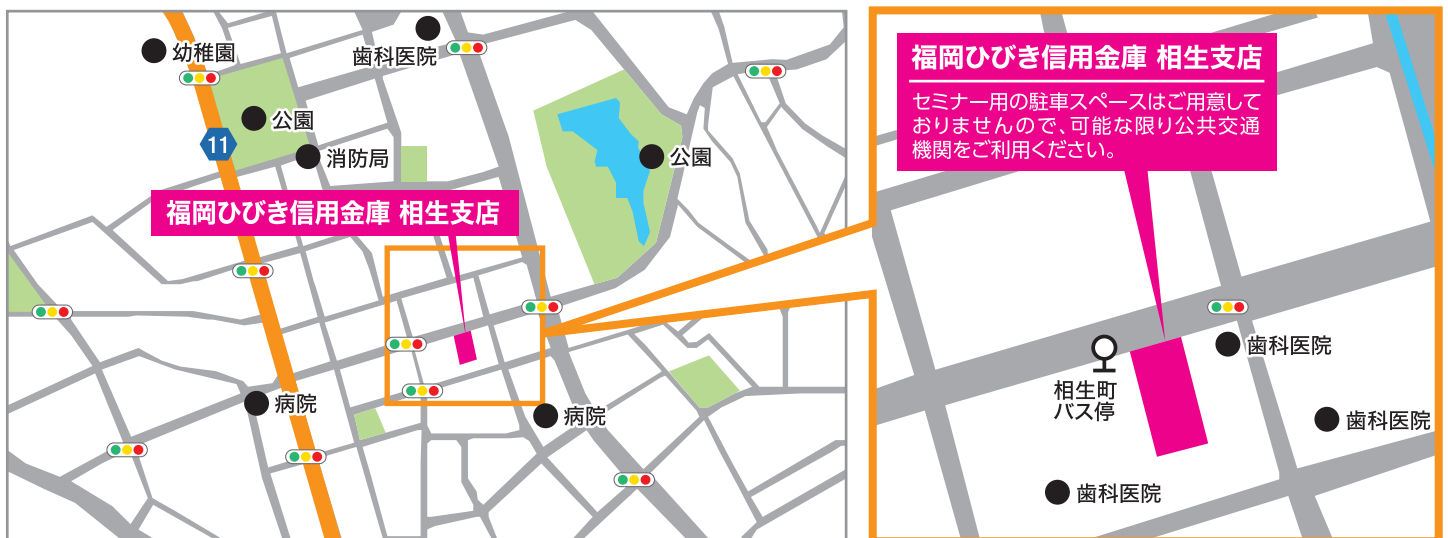 幼稚園
歯科医院
公園
11
消防局
公園
福岡ひびき信用金庫 相生支店
病院
病院
福岡ひびき信用金庫 相生支店
セミナー用の駐車スペースはご用意して
おりませんので、可能な限り公共交通
機関をご利用ください。
相生町
バス停
歯科医院
歯科医院
歯科医院